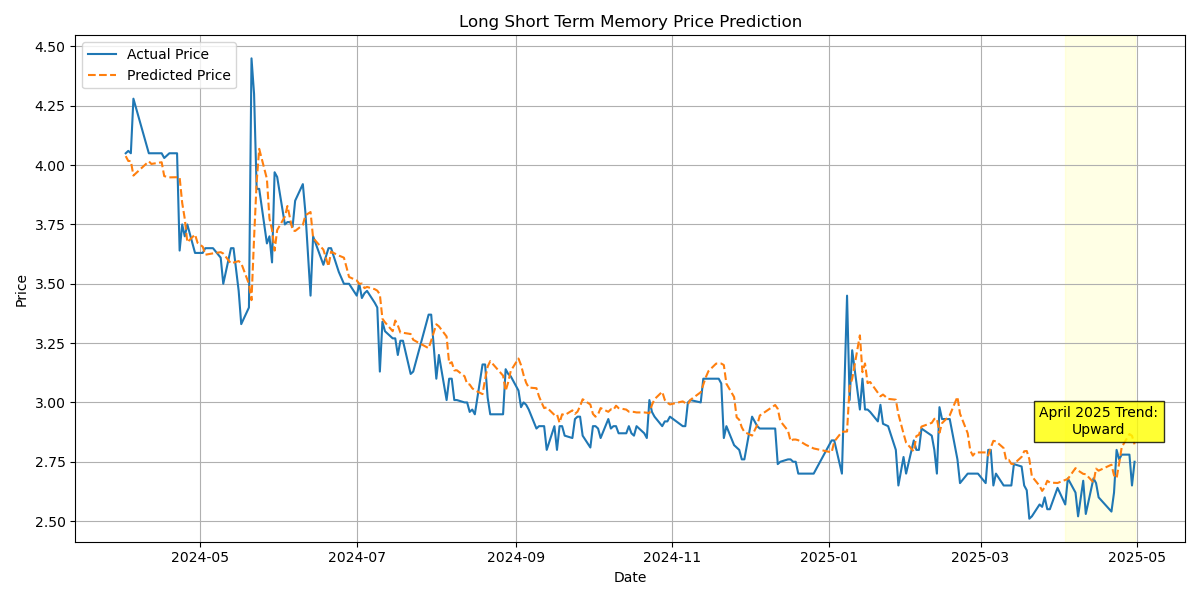 Long Short Term Memory Price Prediction
Actual Price
Predicted Price
4.50
4.25
4.00
3.75
3.50
3.25
3.00
2.75
2.50
Price
April 2025 Trend:
Upward
2024-05
2024-07
2024-09
2024-11
2025-01
2025-03
2025-05
Date